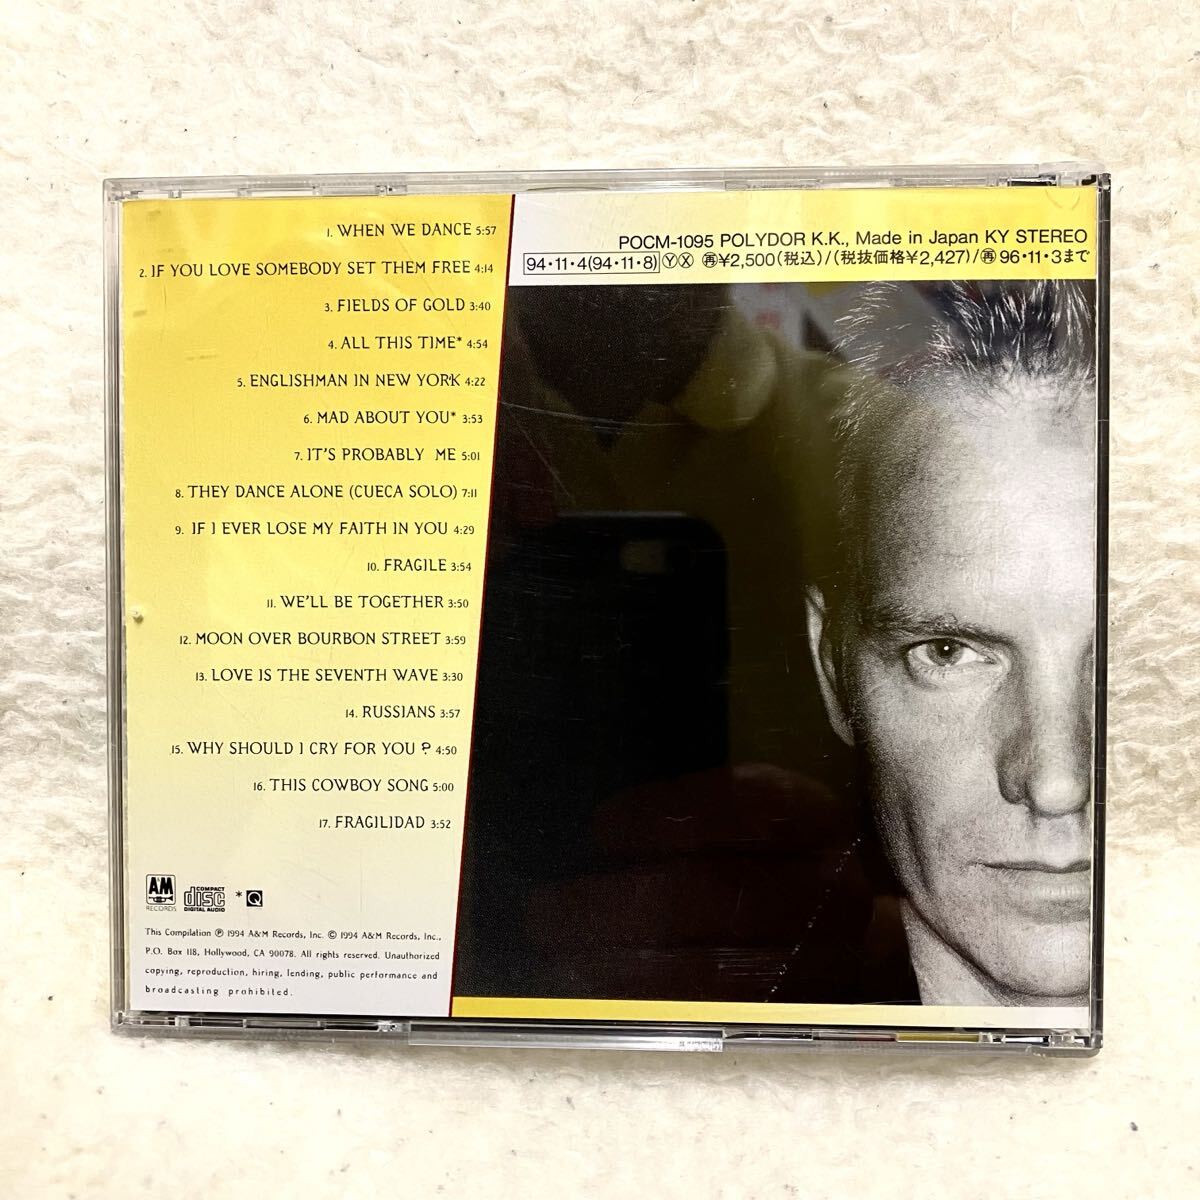 1. WHEN WE DANCE 5:57
2. IF YOU LOVE SOMEBODY SET THEM FREE 4:14
3. FIELDS OF GOLD 3:40
4. ALL THIS TIME* 4:54
5. ENGLISHMAN IN NEW YORK 4:22
6. MAD ABOUT YOU* 3:53
7. IT'S PROBABLY ME 5:01
8. THEY DANCE ALONE (CUECA SOLO) 7:11
9. IF I EVER LOSE MY FAITH IN YOU 4:29
10. FRAGILE 3:54
11. WE'LL BE TOGETHER 3:50
12. MOON OVER BOURBON STREET 3:59
13. LOVE IS THE SEVENTH WAVE 3:30
14. RUSSIANS 3:57
15. WHY SHOULD I CRY FOR YOU ? 4:50
16. THIS COWBOY SONG 5:00
17. FRAGILIDAD 3:52
A&M
RECORDS
COMPACT
disc
DIGITAL AUDIO
* Q
This Compilation ℗ 1994 A&M Records, Inc. © 1994 A&M Records, Inc.,
P.O. Box 118, Hollywood, CA 90078. All rights reserved. Unauthorized
copying, reproduction, hiring, lending, public performance and
broadcasting prohibited.
POCM-1095 POLYDOR K.K., Made in Japan KY STEREO
94・11・4(94・11・8)ⓎⓍ ㊞¥2,500(税込)/(税抜価格¥2,427)/再96・11・3まで